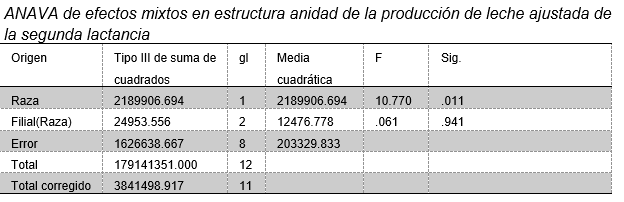 ANAVA de efectos mixtos en estructura anidad de la producción de leche ajustada de
la segunda lactancia
Origen Tipo III de suma de gl Media F Sig.
cuadrados cuadrática
Raza 2189906.694 1 2189906.694 10.770 .011
Filial(Raza) 24953.556 2 12476.778 .061 .941
Error 1626638.667 8 203329.833
Total 179141351.000 12
Total corregido 3841498.917 11